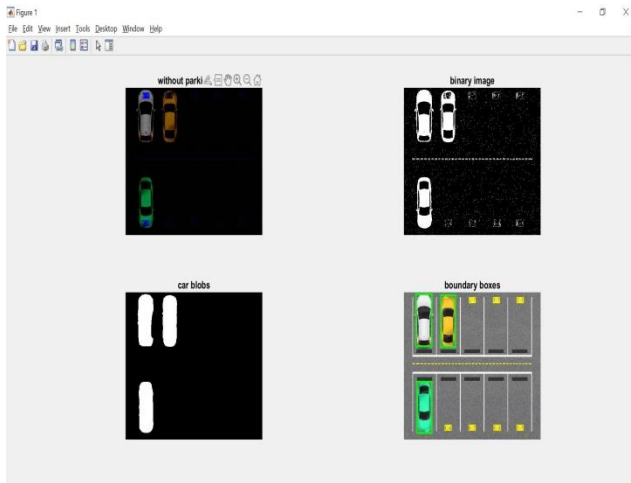 Figure 1
File Edit View Insert Tools Desktop Window Help
without parki
binary image
car blobs
boundary boxes